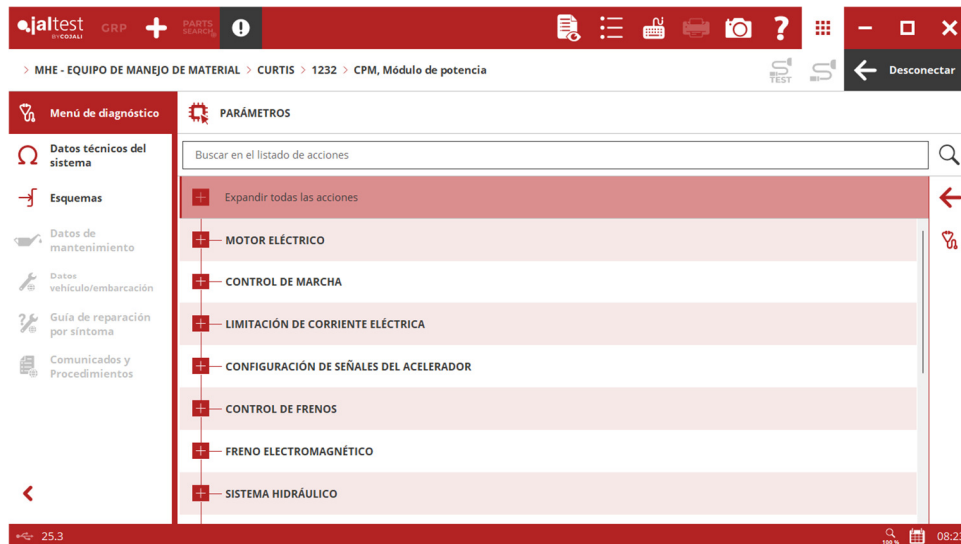 jaltest
BY COJALI
GRP
PARTS
SEARCH
?
> MHE - EQUIPO DE MANEJO DE MATERIAL > CURTIS > 1232 > CPM, Módulo de potencia
TEST
Desconectar
Menú de diagnóstico
PARÁMETROS
Datos técnicos del
sistema
Buscar en el listado de acciones
Esquemas
Expandir todas las acciones
Datos de
mantenimiento
MOTOR ELÉCTRICO
Datos
vehículo/embarcación
CONTROL DE MARCHA
Guía de reparación
por síntoma
LIMITACIÓN DE CORRIENTE ELÉCTRICA
Comunicados y
Procedimientos
CONFIGURACIÓN DE SEÑALES DEL ACELERADOR
CONTROL DE FRENOS
FRENO ELECTROMAGNÉTICO
SISTEMA HIDRÁULICO
25.3
100 %
08:23